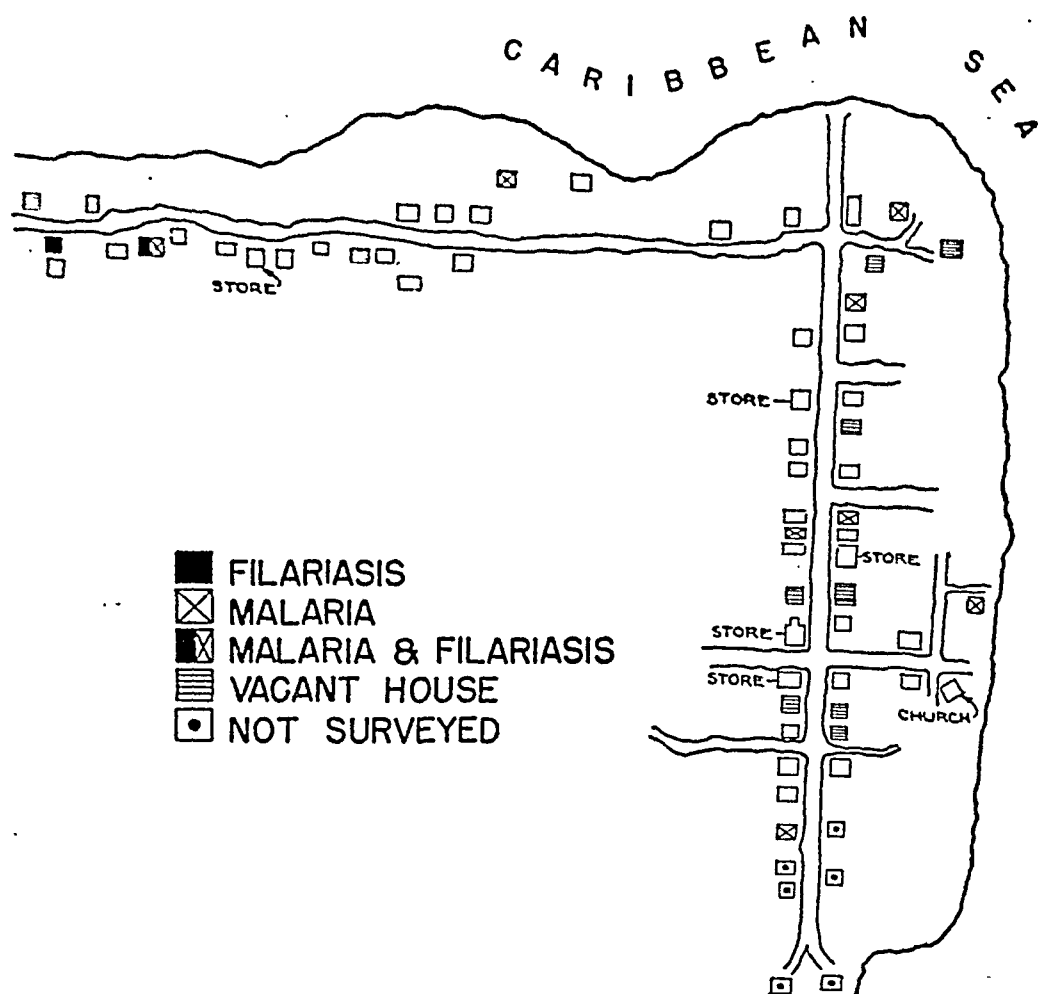 CARIBBEAN SEA
STORE
STORE
STORE
STORE
STORE
CHURCH
FILARIASIS
MALARIA
MALARIA & FILARIASIS
VACANT HOUSE
NOT SURVEYED